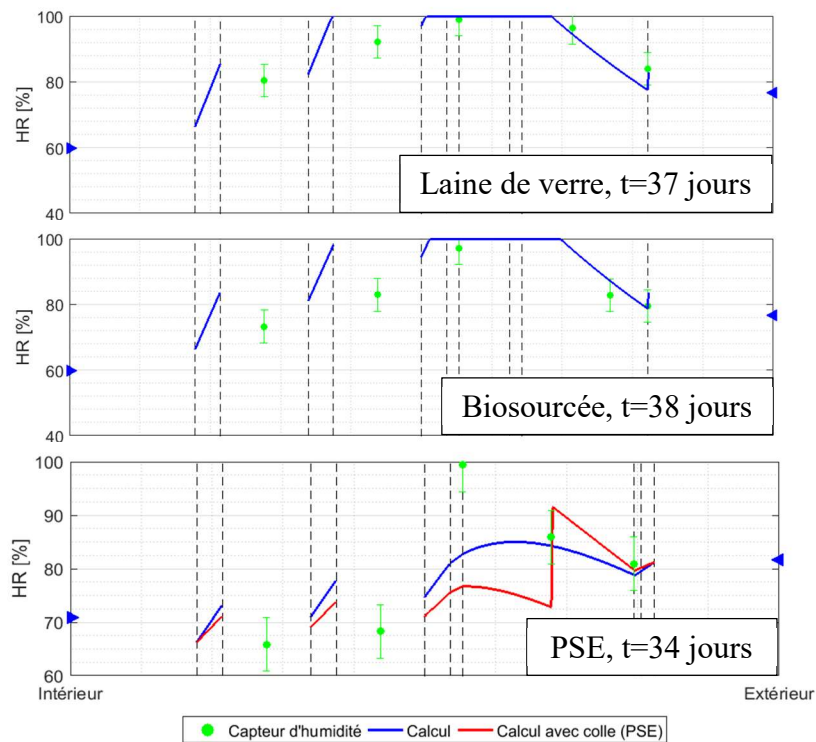 100
80
60
40
HR [%]
Laine de verre, t=37 jours
100
80
60
40
HR [%]
Biosourcée, t=38 jours
100
90
80
70
60
HR [%]
PSE, t=34 jours
Intérieur Extérieur
Capteur d'humidité Calcul Calcul avec colle (PSE)